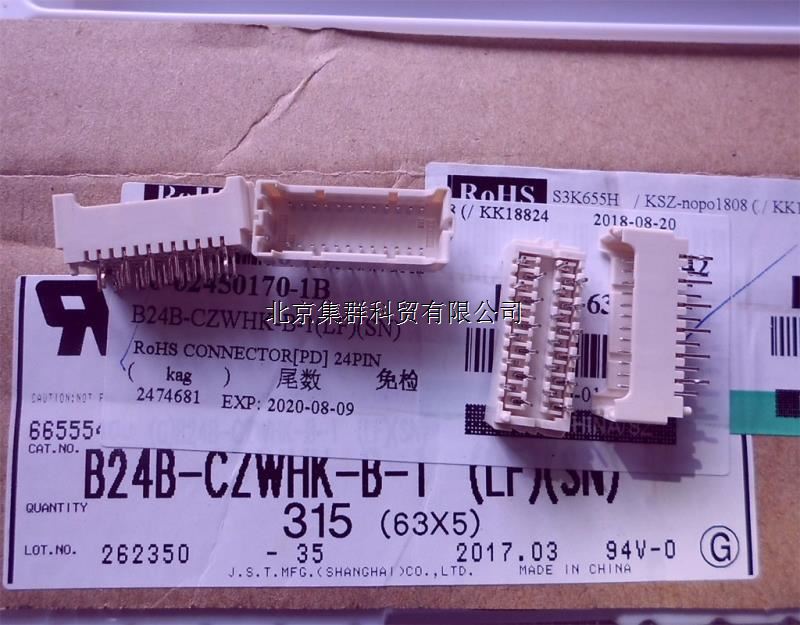 RoHS
RoHS S3K655H / KSZ-nopo1808 (/ KK1
(/ KK18824 2018-08-20
02450170-1B
北京集群科贸有限公司
B24B-CZWHK-B-1(LF)(SN)
RoHS CONNECTOR[PD] 24PIN
( kag ) 尾数 免检
2474681 EXP: 2020-08-09
CAUTION:NOT
66555
CAT.NO.
B24B-CZWHK-B-1 (LF)(SN)
QUANTITY
315 (63X5)
LOT.NO. 262350 - 35 2017.03 94V-0 G
J.S.T.MFG.(SHANGHAI)CO.,LTD. MADE IN CHINA